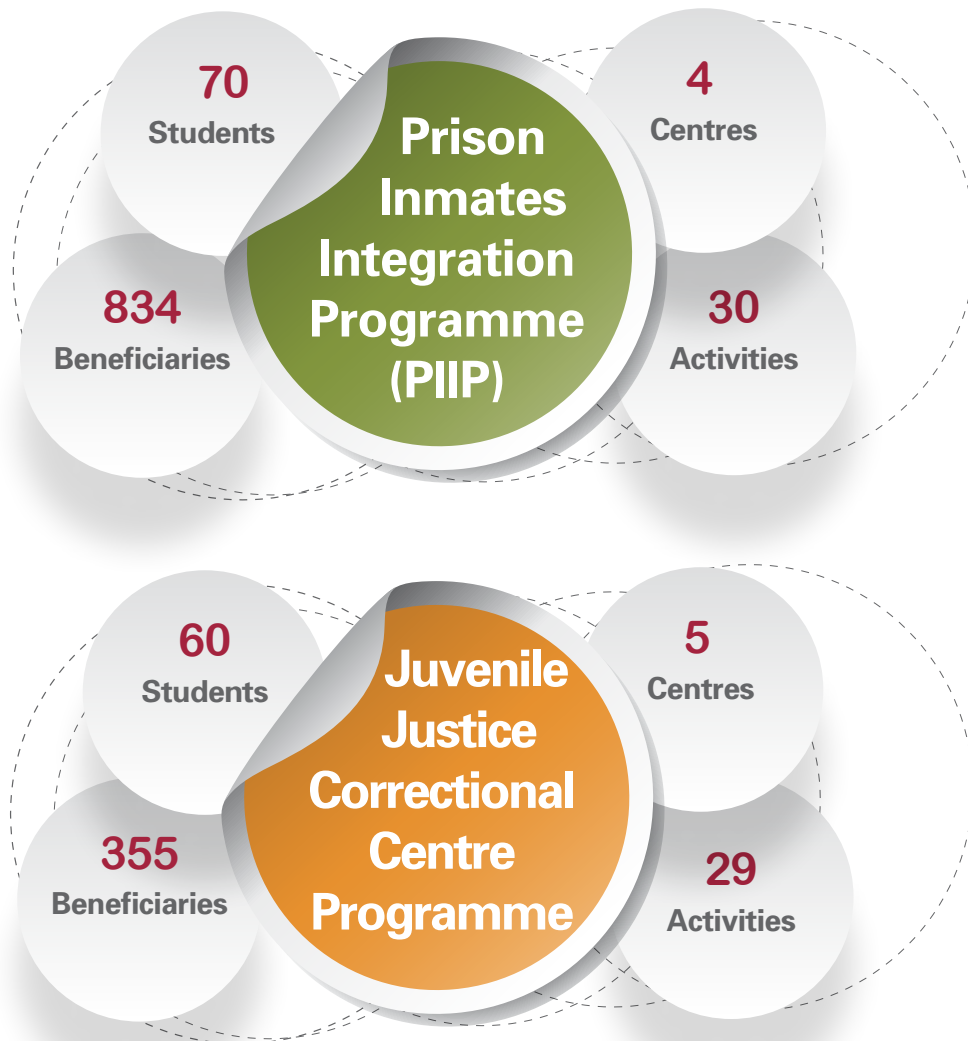 70
Students
4
Centres
Prison
Inmates
Integration
Programme
(PIIP)
834
Beneficiaries
30
Activities
60
Students
5
Centres
Juvenile
Justice
Correctional
Centre
Programme
355
Beneficiaries
29
Activities